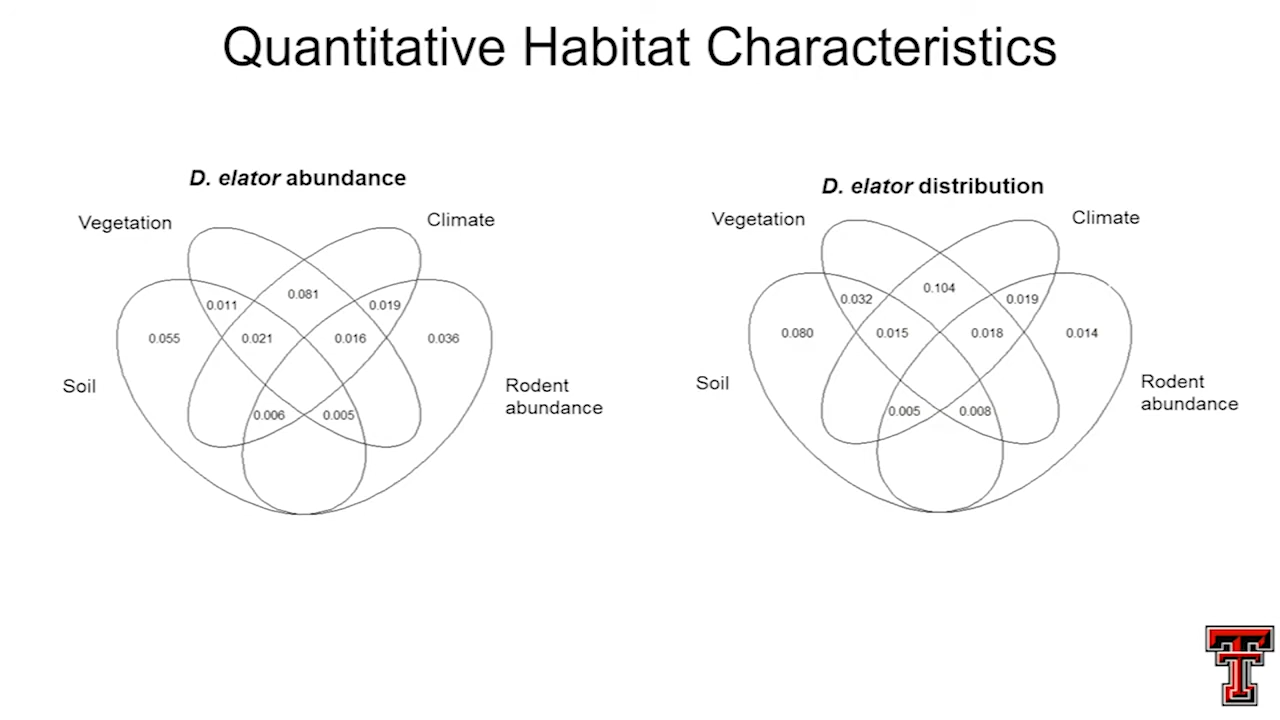 Quantitative Habitat Characteristics
D. elator abundance
Vegetation
Climate
0.011
0.081
0.019
0.055
0.021
0.016
0.036
Soil
Rodent
abundance
0.006
0.005
D. elator distribution
Vegetation
Climate
0.032
0.104
0.019
0.080
0.015
0.018
0.014
Soil
Rodent
abundance
0.005
0.008